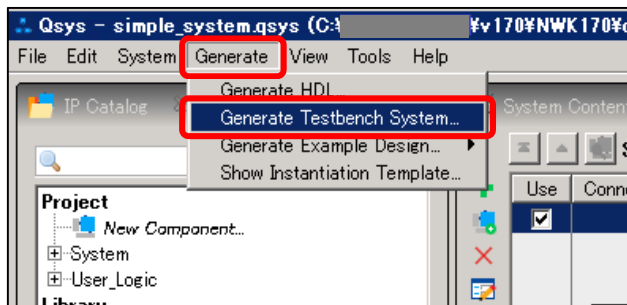 Qsys - simple_system.qsys (C:¥ ¥v170¥NWK170¥
File Edit System Generate View Tools Help
Generate HDL...
Generate Testbench System...
Generate Example Design...
Show Instantiation Template...
IP Catalog
System Conten
Use Conn
Project
New Component...
System
User_Logic
Library